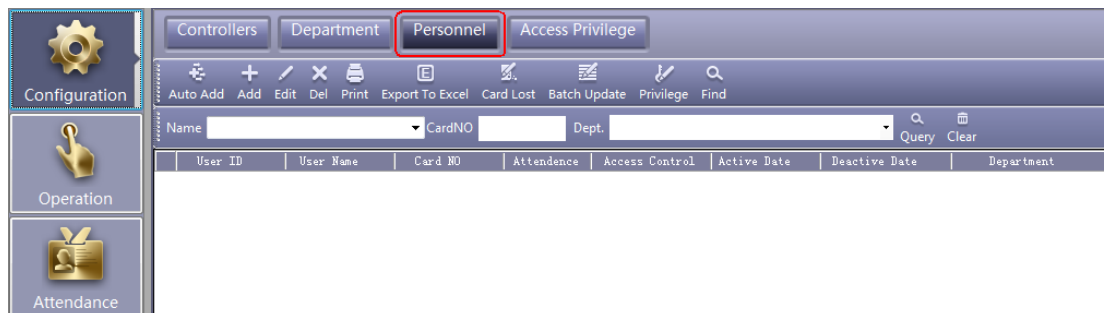 Controllers Department Personnel Access Privilege
Auto Add Add Edit Del Print Export To Excel Card Lost Batch Update Privilege Find
Name CardNO Dept. Query Clear
User ID User Name Card NO Attendence Access Control Active Date Deactive Date Department
Configuration
Operation
Attendance